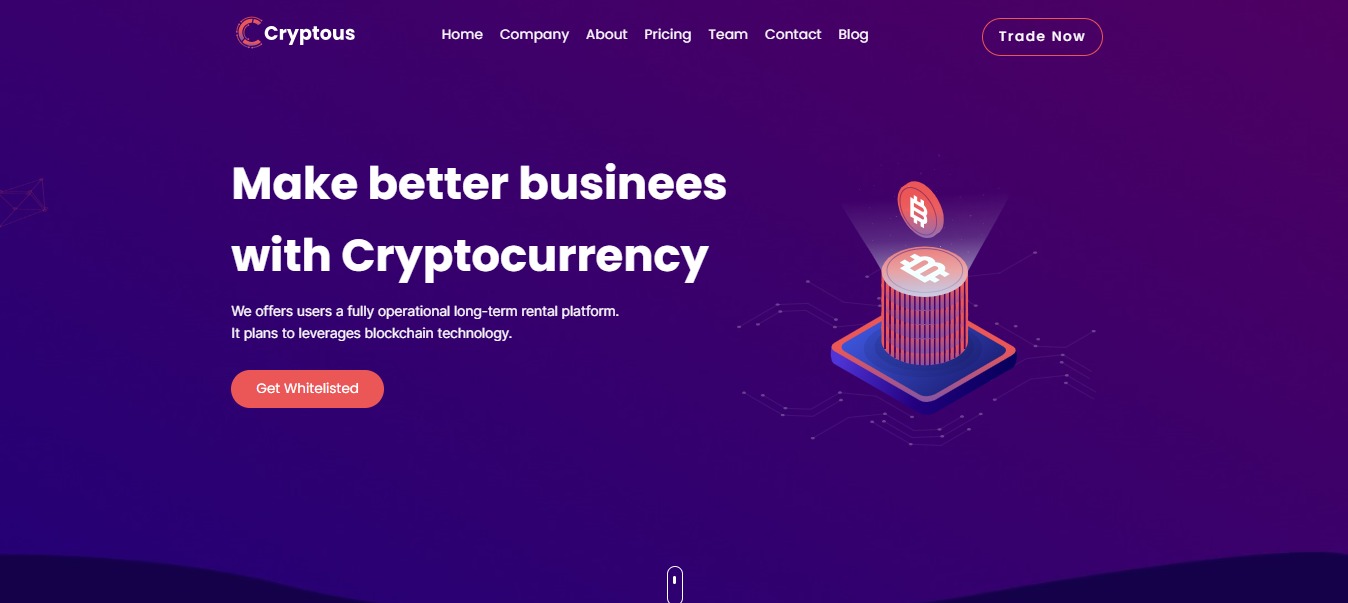 Cryptous
Home Company About Pricing Team Contact Blog
Trade Now
Make better businees
with Cryptocurrency
We offers users a fully operational long-term rental platform.
It plans to leverages blockchain technology.
Get Whitelisted